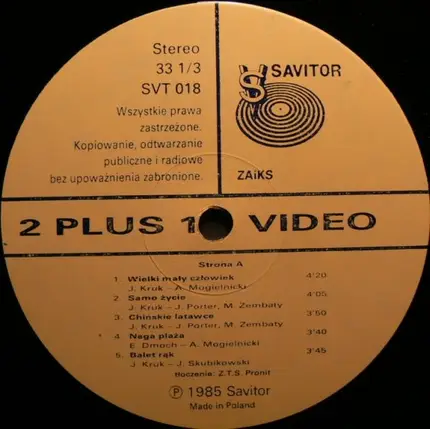 Stereo
33 1/3
SVT 018
Wszystkie prawa
zastrzeżone.
Kopiowanie, odtwarzanie
publiczne i radiowe
bez upoważnienia zabronione.
SAVITOR
ZAiKS
2 PLUS 1 VIDEO
Strona A
1 Wielki mały człowiek 4'20
J. Kruk – A. Mogielnicki
2 Samo życie 4'05
J. Kruk – J. Porter, M. Zembaty
3 Chińskie latawce 3'50
J. Kruk – J. Porter, M. Zembaty
4 Naga plaża 3'40
E. Dmoch – A. Mogielnicki
5. Balet rąk 3'45
J. Kruk – J. Skubikowski
tłoczenie: Z.T.S. Pronit
Ⓟ 1985 Savitor
Made in Poland